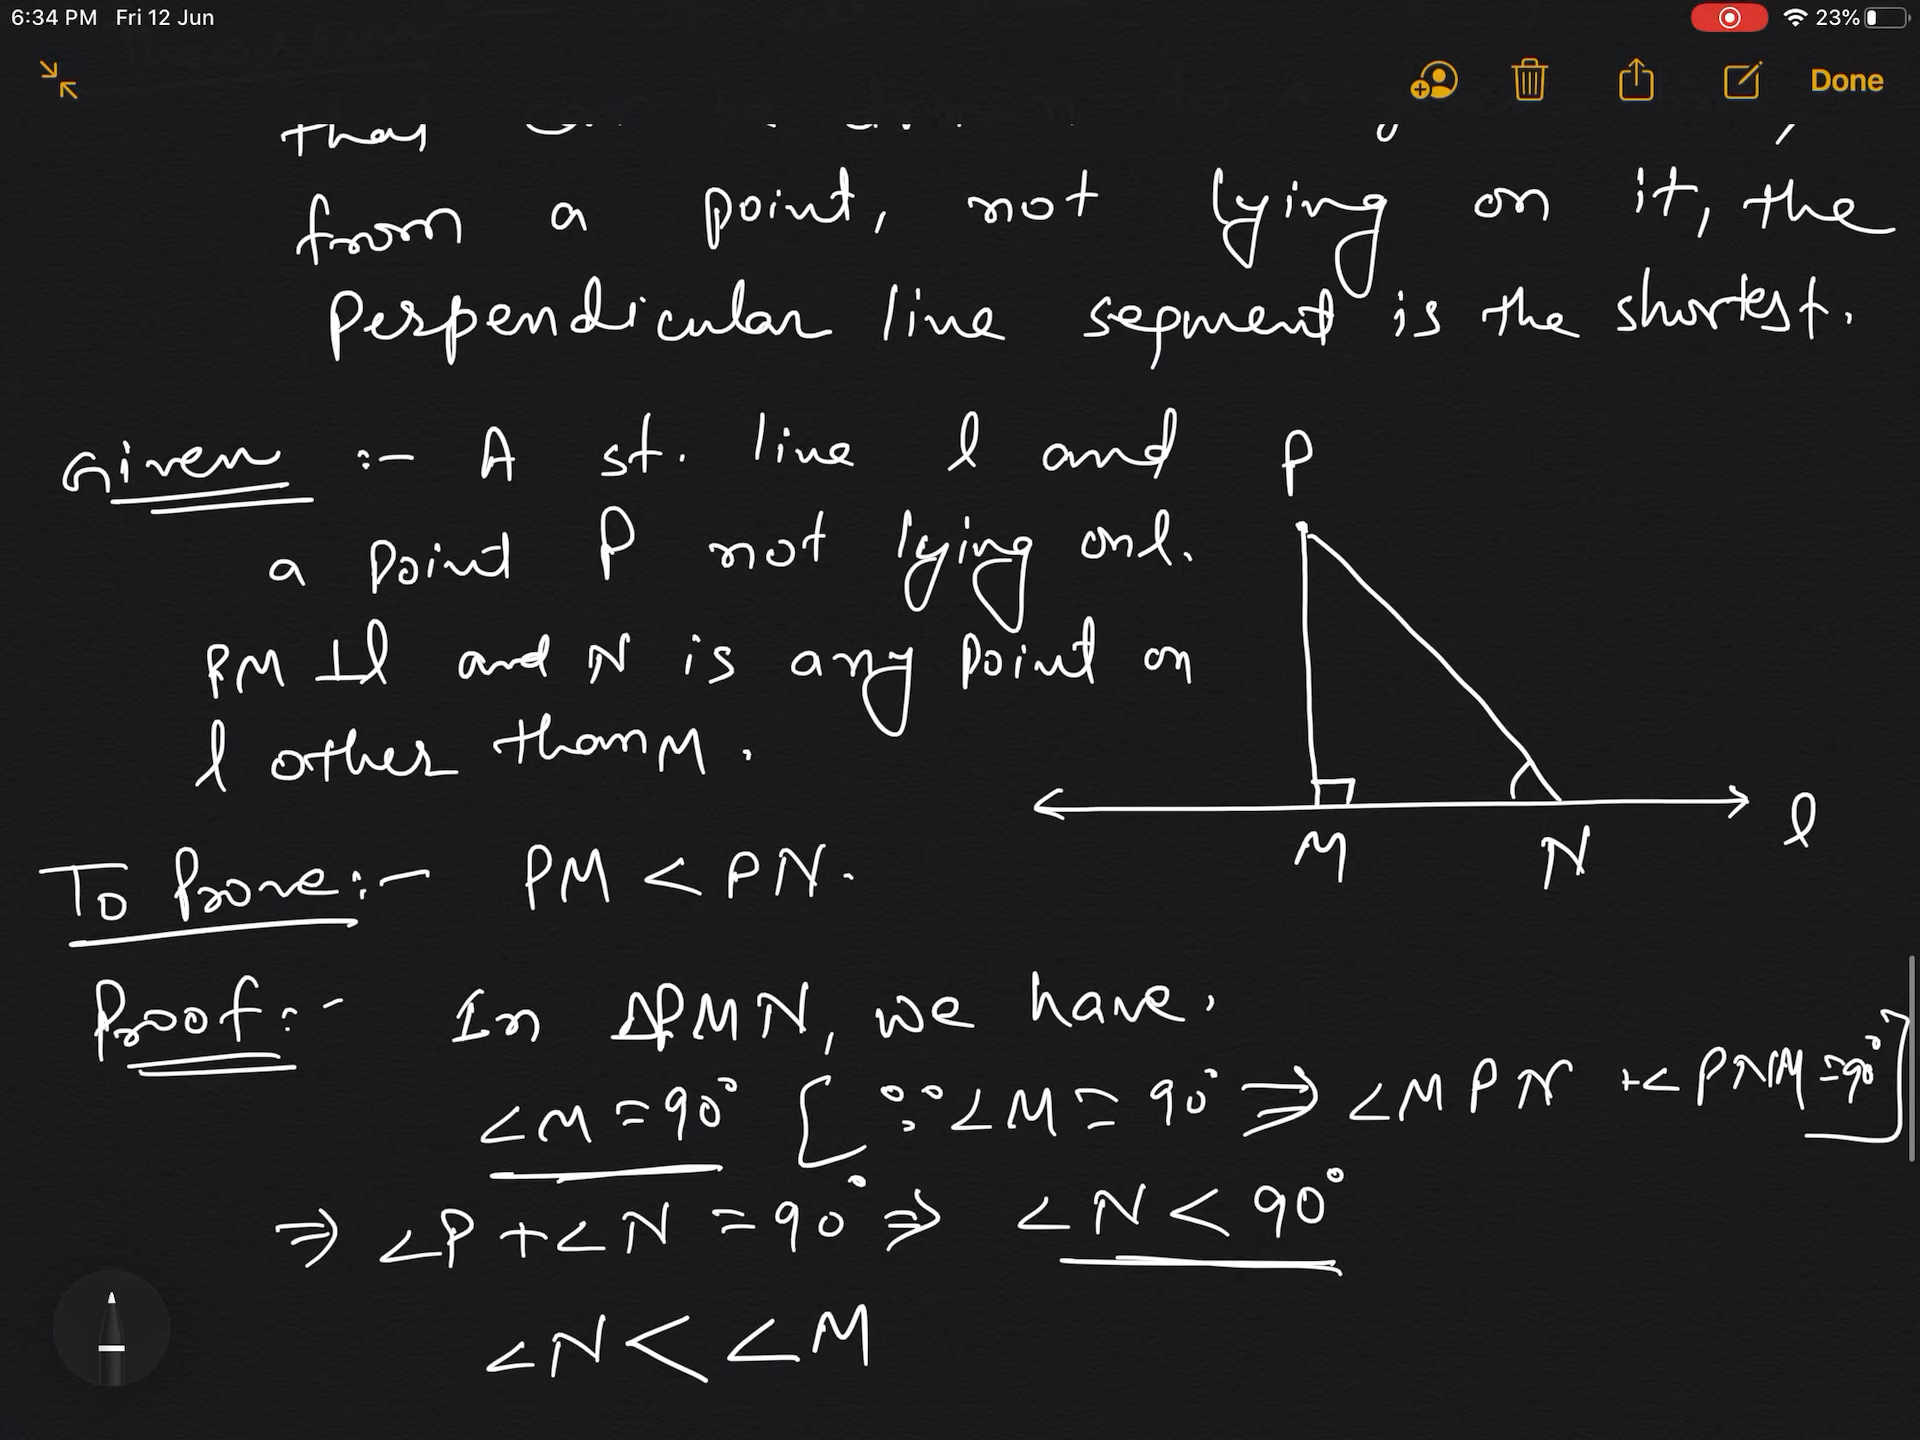 6:34 PM Fri 12 Jun
23%
Done
that
from a point, not lying on it, the
perpendicular line segment is the shortest.
Given :- A st. line l and
a point P not lying on l.
PM ⊥ l and N is any point on
l other than M.
P
M
N
l
To Prove :- PM < PN.
Proof :- In ΔPMN, we have,
∠M = 90° [∵ ∠M = 90° ⇒ ∠MPN + ∠PNM = 90°]
⇒ ∠P + ∠N = 90° ⇒ ∠N < 90°
∠N < ∠M